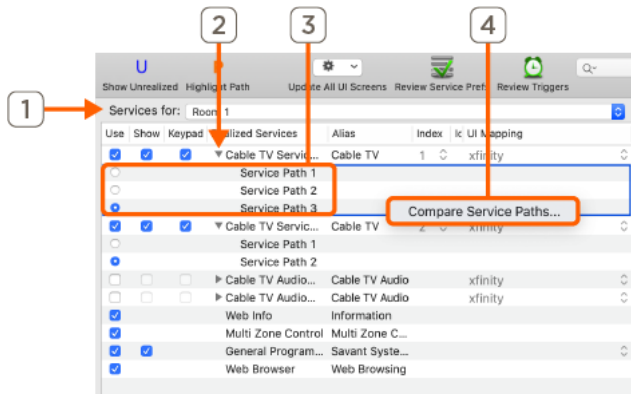 2 3 4
U
Show Unrealized Highlight Path Update All UI Screens Review Service Prefs Review Triggers
1
Services for: Room 1
Use Show Keypad Realized Services Alias Index UI Mapping
Cable TV Servic... Cable TV 1 xfinity
Service Path 1
Service Path 2
Service Path 3
Compare Service Paths...
Cable TV Servic... Cable TV 2 xfinity
Service Path 1
Service Path 2
Cable TV Audio... Cable TV Audio xfinity
Cable TV Audio... Cable TV Audio xfinity
Web Info Information
Multi Zone Control Multi Zone C...
General Program... Savant Syste...
Web Browser Web Browsing